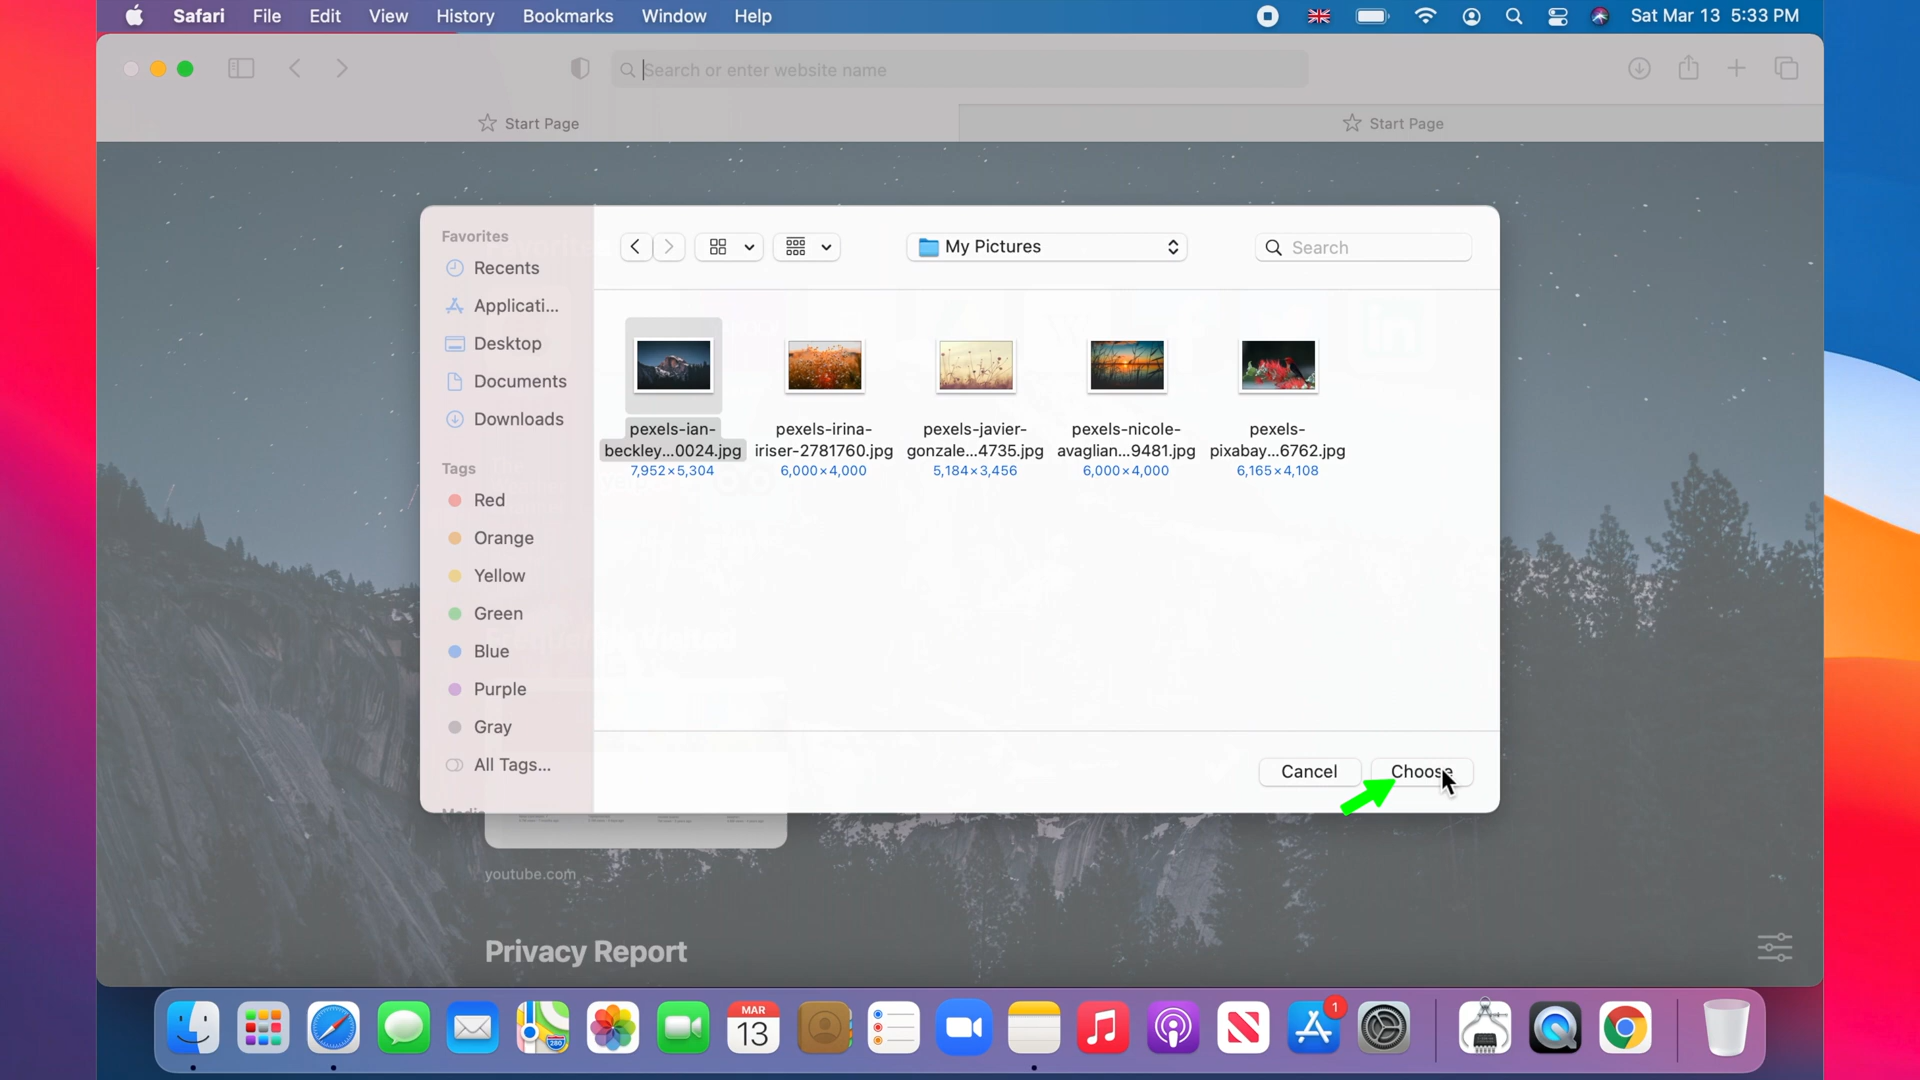 Safari File Edit View History Bookmarks Window Help Sat Mar 13 5:33 PM
Search or enter website name
Start Page Start Page
Favorites
Recents
Applicati...
Desktop
Documents
Downloads
Tags
Red
Orange
Yellow
Green
Blue
Purple
Gray
All Tags...
My Pictures
Search
pexels-ian-
beckley...0024.jpg
7,952×5,304
pexels-irina-
iriser-2781760.jpg
6,000×4,000
pexels-javier-
gonzale...4735.jpg
5,184×3,456
pexels-nicole-
avaglian...9481.jpg
6,000×4,000
pexels-
pixabay...6762.jpg
6,165×4,108
Cancel Choose
youtube.com
Privacy Report
MAR
13
280
1